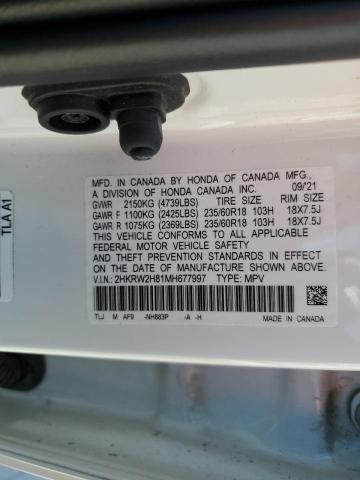 MFD. IN CANADA BY HONDA OF CANADA MFG.,
A DIVISION OF HONDA CANADA INC. 09/21
GVWR 2150KG (4739LBS) TIRE SIZE RIM SIZE
GAWR F 1100KG (2425LBS) 235/60R18 103H 18X7.5J
GAWR R 1075KG (2369LBS) 235/60R18 103H 18X7.5J
THIS VEHICLE CONFORMS TO ALL APPLICABLE
FEDERAL MOTOR VEHICLE SAFETY
AND THEFT PREVENTION STANDARDS IN EFFECT
ON THE DATE OF MANUFACTURE SHOWN ABOVE.
V.I.N.: 2HKRW2H81MH677997 TYPE: MPV
TLJ M AF9 -NH883P -A -H MADE IN CANADA
TLA A1